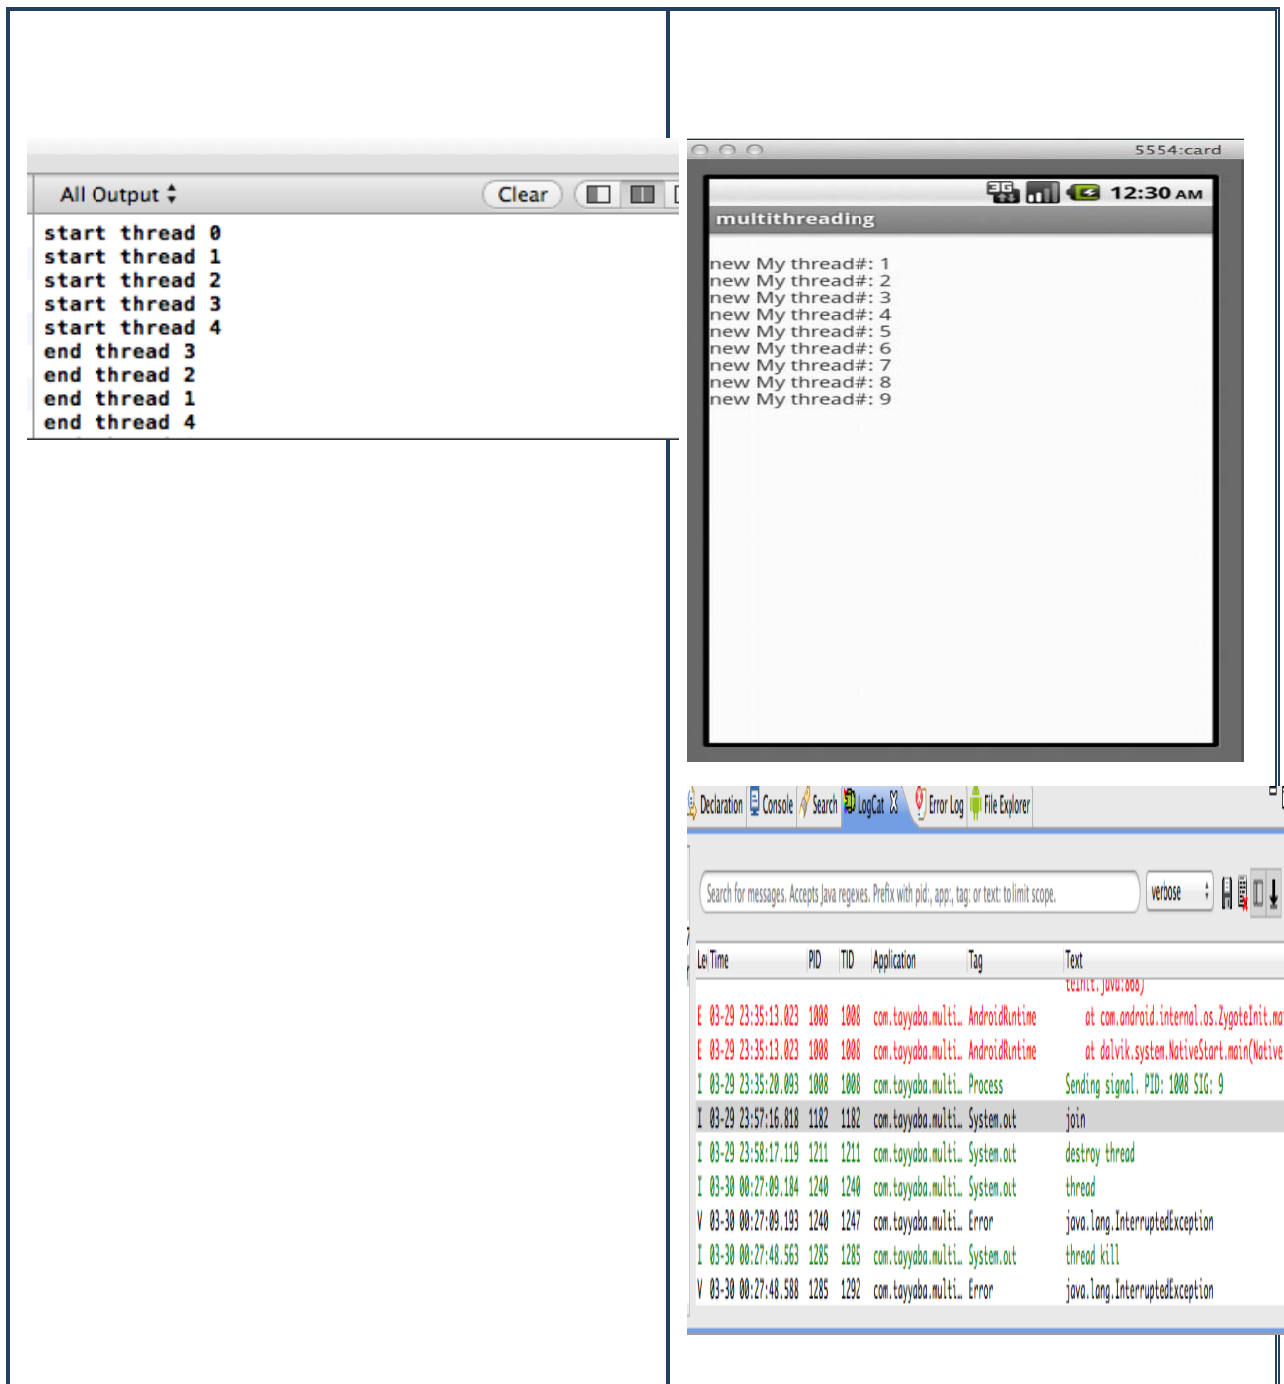 All Output
Clear
start thread 0
start thread 1
start thread 2
start thread 3
start thread 4
end thread 3
end thread 2
end thread 1
end thread 4
5554:card
3G 12:30 AM
multithreading
new My thread#: 1
new My thread#: 2
new My thread#: 3
new My thread#: 4
new My thread#: 5
new My thread#: 6
new My thread#: 7
new My thread#: 8
new My thread#: 9
Declaration Console Search LogCat Error Log File Explorer
Search for messages. Accepts Java regexes. Prefix with pid:, app:, tag: or text: to limit scope.
verbose
Le Time PID TID Application Tag Text
teInit.java:868)
E 03-29 23:35:13.023 1008 1008 com.tayyaba.multi… AndroidRuntime at com.android.internal.os.ZygoteInit.ma
E 03-29 23:35:13.023 1008 1008 com.tayyaba.multi… AndroidRuntime at dalvik.system.NativeStart.main(Native
I 03-29 23:35:20.093 1008 1008 com.tayyaba.multi… Process Sending signal. PID: 1008 SIG: 9
I 03-29 23:57:16.818 1182 1182 com.tayyaba.multi… System.out join
I 03-29 23:58:17.119 1211 1211 com.tayyaba.multi… System.out destroy thread
I 03-30 00:27:09.184 1240 1240 com.tayyaba.multi… System.out thread
V 03-30 00:27:09.193 1240 1247 com.tayyaba.multi… Error java.lang.InterruptedException
I 03-30 00:27:48.563 1285 1285 com.tayyaba.multi… System.out thread kill
V 03-30 00:27:48.588 1285 1292 com.tayyaba.multi… Error java.lang.InterruptedException